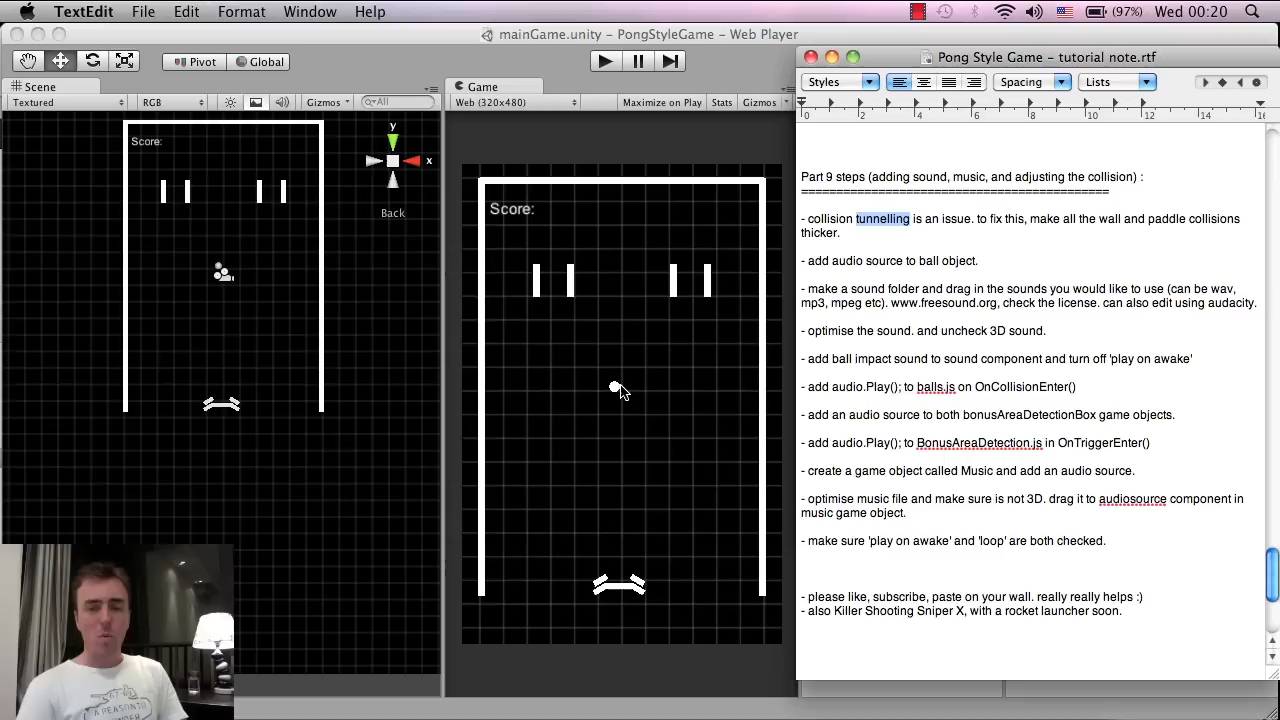 TextEdit File Edit Format Window Help (97%) Wed 00:20
mainGame.unity – PongStyleGame – Web Player
Pong Style Game – tutorial note.rtf
Pivot Global
Styles Spacing Lists
Scene
Game
Textured RGB Gizmos All
Web (320x480) Maximize on Play Stats Gizmos
0 2 4 6 8 10 12 14 16
Score:
y
x
Back
Score:
Part 9 steps (adding sound, music, and adjusting the collision) :
============================================
- collision tunnelling is an issue. to fix this, make all the wall and paddle collisions
thicker.
- add audio source to ball object.
- make a sound folder and drag in the sounds you would like to use (can be wav,
mp3, mpeg etc). www.freesound.org, check the license. can also edit using audacity.
- optimise the sound. and uncheck 3D sound.
- add ball impact sound to sound component and turn off 'play on awake'
- add audio.Play(); to balls.js on OnCollisionEnter()
- add an audio source to both bonusAreaDetectionBox game objects.
- add audio.Play(); to BonusAreaDetection.js in OnTriggerEnter()
- create a game object called Music and add an audio source.
- optimise music file and make sure is not 3D. drag it to audiosource component in
music game object.
- make sure 'play on awake' and 'loop' are both checked.
- please like, subscribe, paste on your wall. really really helps :)
- also Killer Shooting Sniper X, with a rocket launcher soon.